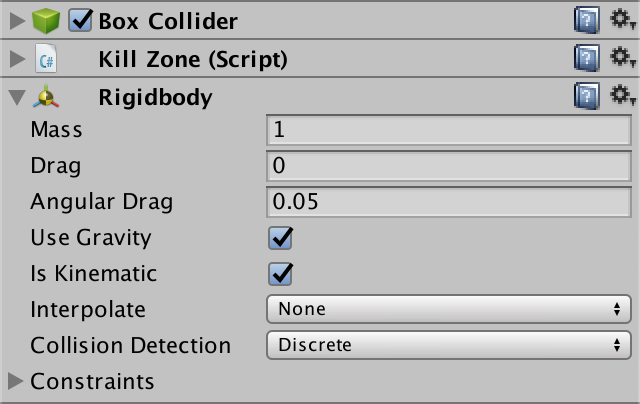 Box Collider
C# Kill Zone (Script)
Rigidbody
Mass 1
Drag 0
Angular Drag 0.05
Use Gravity
Is Kinematic
Interpolate None
Collision Detection Discrete
Constraints